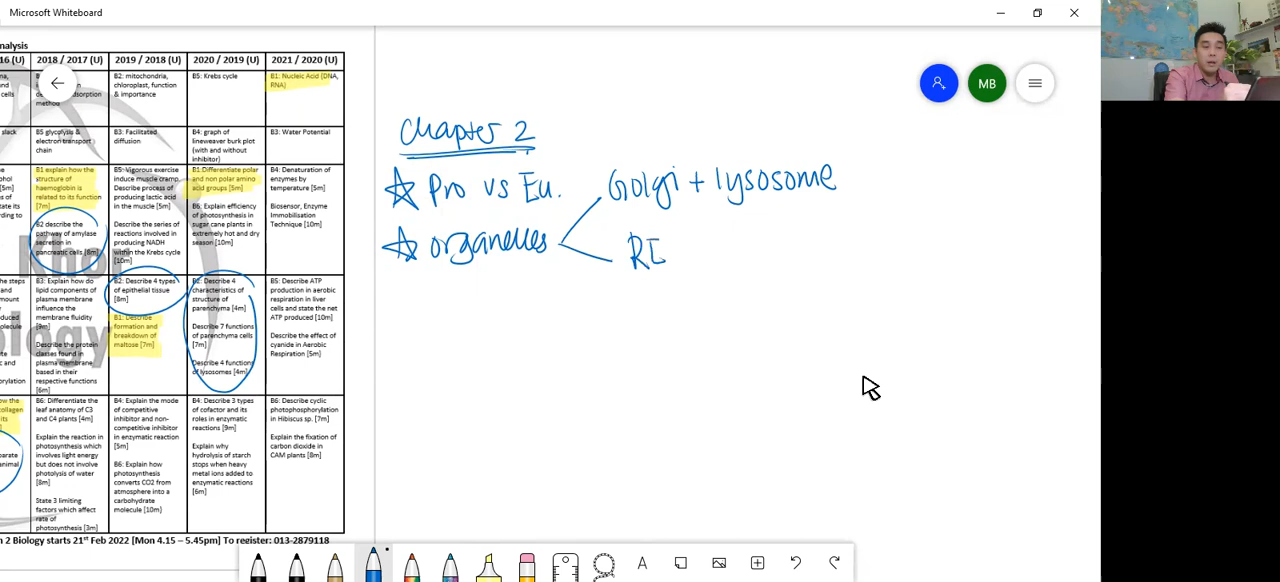 Microsoft Whiteboard
nalysis
16 (U)
2018 / 2017 (U)
2019 / 2018 (U)
2020 / 2019 (U)
2021 / 2020 (U)
cells
method
B2: mitochondria,
chloroplast, function
& importance
B5: Krebs cycle
B1: Nucleic Acid (DNA,
RNA)
slack
B5 glycolysis &
electron transport
chain
B3: Facilitated
diffusion
B4: graph of
lineweaver burk plot
(with and without
inhibitor)
B3: Water Potential
B1 explain how the
structure of
haemoglobin is
related to its function
[7m]
B2 describe the
pathway of amylase
secretion in
pancreatic cells [8m]
B5: Vigorous exercise
induce muscle cramp.
Describe process of
producing lactic acid
in the muscle [5m]
Describe the series of
reactions involved in
producing NADH
within the Krebs cycle
[10m]
B1: Differentiate polar
and non polar amino
acid groups [5m]
B6: Explain efficiency
of photosynthesis in
sugar cane plants in
extremely hot and dry
season [10m]
B4: Denaturation of
enzymes by
temperature [5m]
Biosensor, Enzyme
Immobilisation
Technique [10m]
B3: Explain how do
lipid components of
plasma membrane
influence the
membrane fluidity
[9m]
Describe the protein
classes found in
plasma membrane
based in their
respective functions
[6m]
B2: Describe 4 types
of epithelial tissue
[8m]
B1: Describe
formation and
breakdown of
maltose [7m]
B2: Describe 4
characteristics of
structure of
parenchyma [4m]
Describe 7 functions
of parenchyma cells
[7m]
Describe 4 functions
of lysosomes [4m]
B5: Describe ATP
production in aerobic
respiration in liver
cells and state the net
ATP produced [10m]
Describe the effect of
cyanide in Aerobic
Respiration [5m]
B6: Differentiate the
leaf anatomy of C3
and C4 plants [4m]
Explain the reaction in
photosynthesis which
involves light energy
but does not involve
photolysis of water
[8m]
State 3 limiting
factors which affect
rate of
photosynthesis [3m]
B4: Explain the mode
of competitive
inhibitor and non-
competitive inhibitor
in enzymatic reaction
[5m]
B6: Explain how
photosynthesis
converts CO2 from
atmosphere into a
carbohydrate
molecule [10m]
B4: Describe 3 types
of cofactor and its
roles in enzymatic
reactions [9m]
Explain why
hydrolysis of starch
stops when heavy
metal ions added to
enzymatic reactions
[6m]
B6: Describe cyclic
photophosphorylation
in Hibiscus sp. [7m]
Explain the fixation of
carbon dioxide in
CAM plants [8m]
2 Biology starts 21st Feb 2022 [Mon 4.15 – 5.45pm] To register: 013-2879118
Chapter 2
Pro vs Eu.
Golgi + lysosome
organelles
MB
A